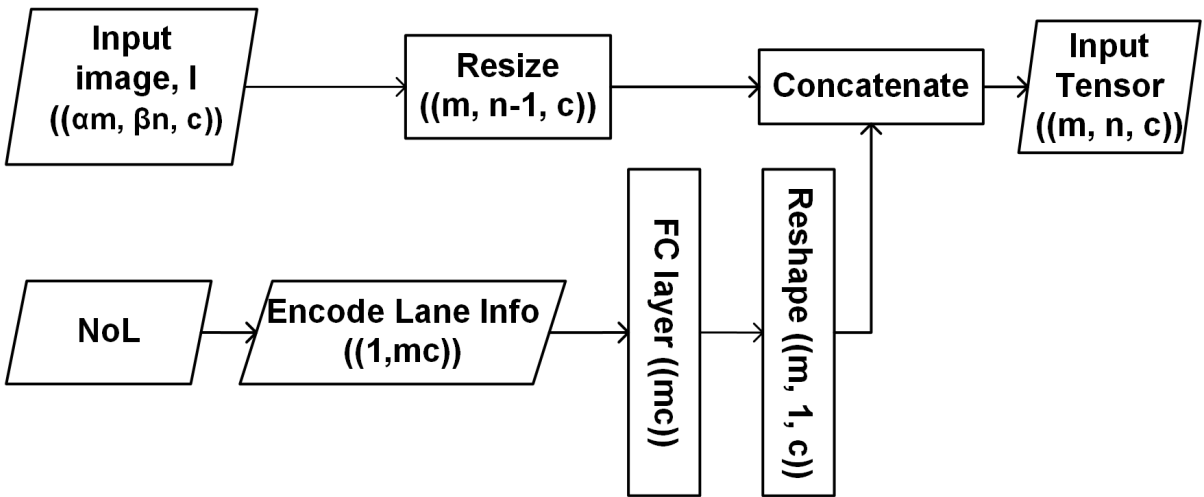 Input
image, I
((αm, βn, c))
Resize
((m, n-1, c))
Concatenate
Input
Tensor
((m, n, c))
NoL
Encode Lane Info
((1,mc))
FC layer ((mc))
Reshape ((m, 1, c))